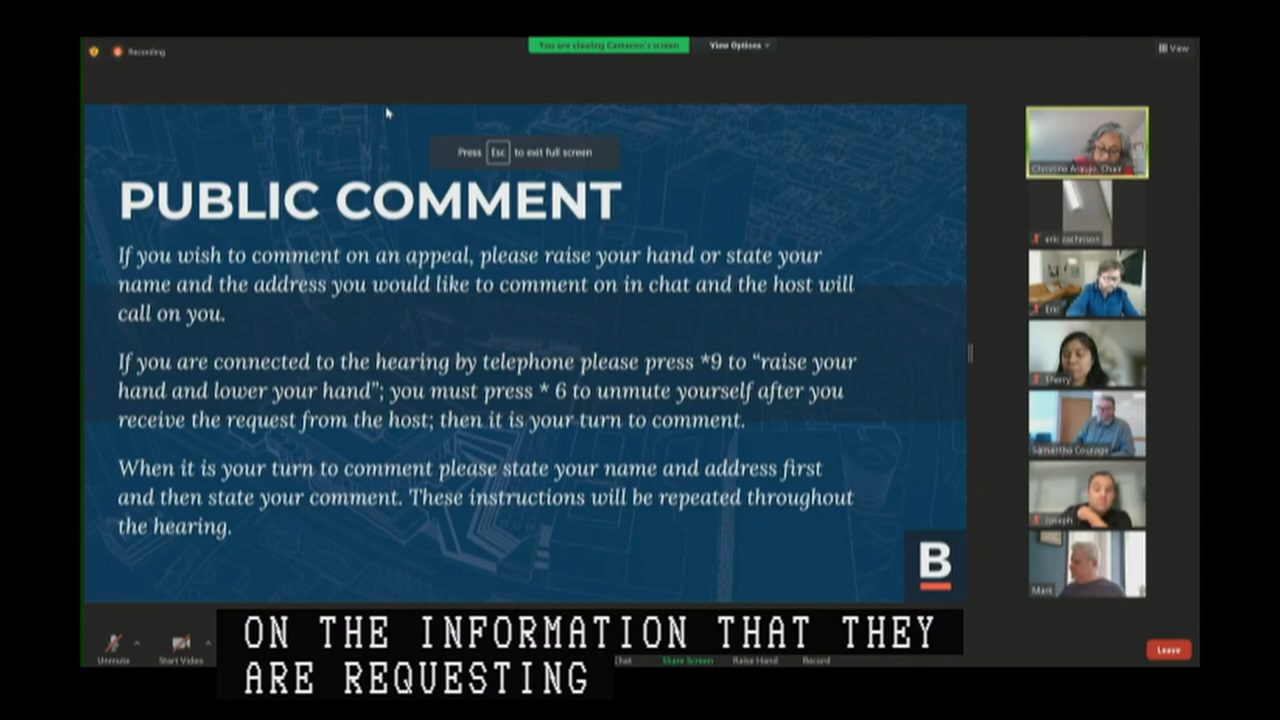 Recording
You are viewing Cameron's screen
View Options
View
Press Esc to exit full screen
PUBLIC COMMENT
If you wish to comment on an appeal, please raise your hand or state your
name and the address you would like to comment on in chat and the host will
call on you.
If you are connected to the hearing by telephone please press *9 to “raise your
hand and lower your hand”; you must press * 6 to unmute yourself after you
receive the request from the host; then it is your turn to comment.
When it is your turn to comment please state your name and address first
and then state your comment. These instructions will be repeated throughout
the hearing.
B
Christine Araujo, Chair
eric zachrison
Eric
Sherry
Samantha
Joseph
Mark
ON THE INFORMATION THAT THEY
ARE REQUESTING
Unmute
Start Video
Chat
Share Screen
Raise Hand
Record
Leave